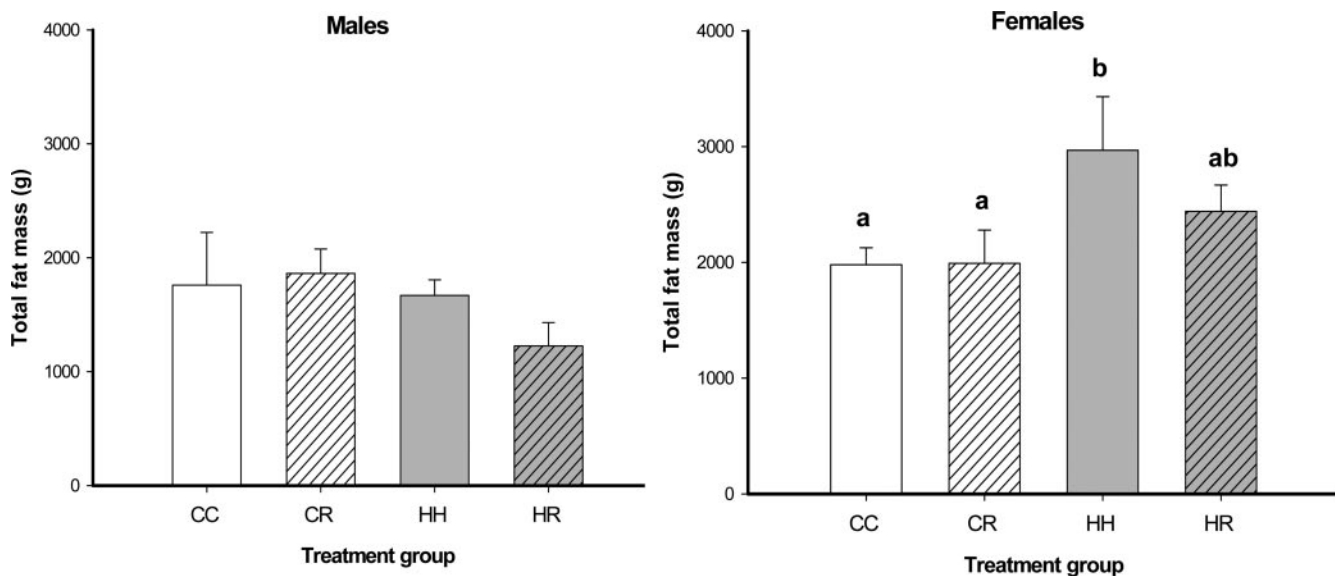 Males
4000
3000
2000
1000
0
Total fat mass (g)
CC CR HH HR
Treatment group
Females
4000
3000
2000
1000
0
Total fat mass (g)
a a b ab
CC CR HH HR
Treatment group